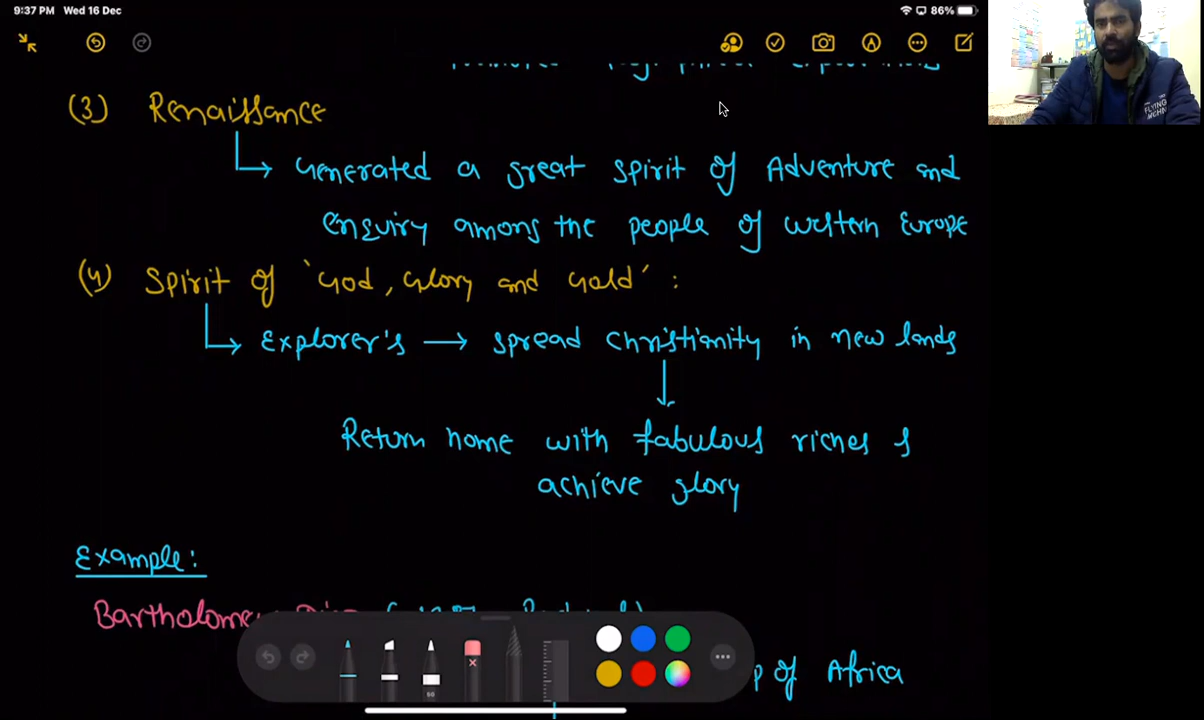 9:37 PM Wed 16 Dec
86%
(3) Renaissance
Generated a great spirit of Adventure and
enquiry among the people of western Europe
(4) Spirit of 'God, Glory and Gold' :
Explorer's → spread Christianity in new lands
Return home with fabulous riches &
achieve glory
Example:
of Africa
FLYING